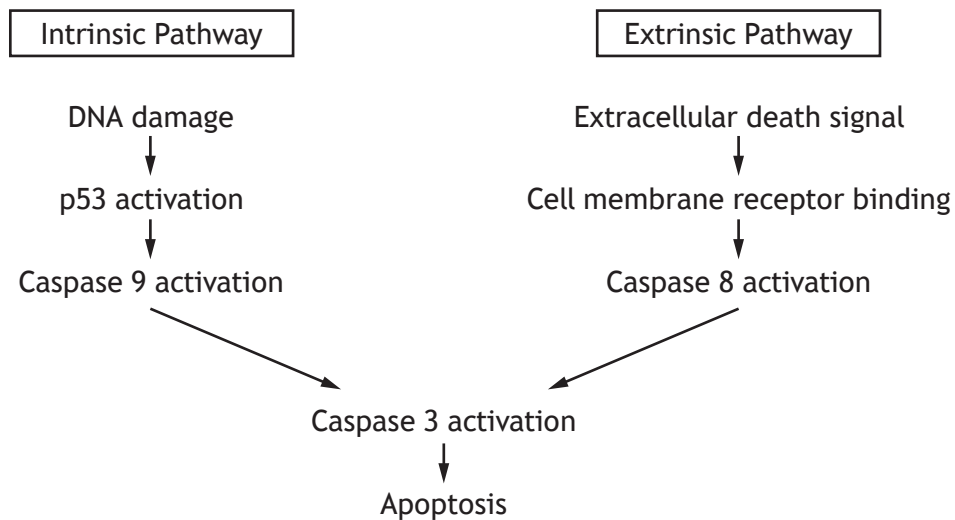 Intrinsic Pathway
Extrinsic Pathway
DNA damage
Extracellular death signal
p53 activation
Cell membrane receptor binding
Caspase 9 activation
Caspase 8 activation
Caspase 3 activation
Apoptosis